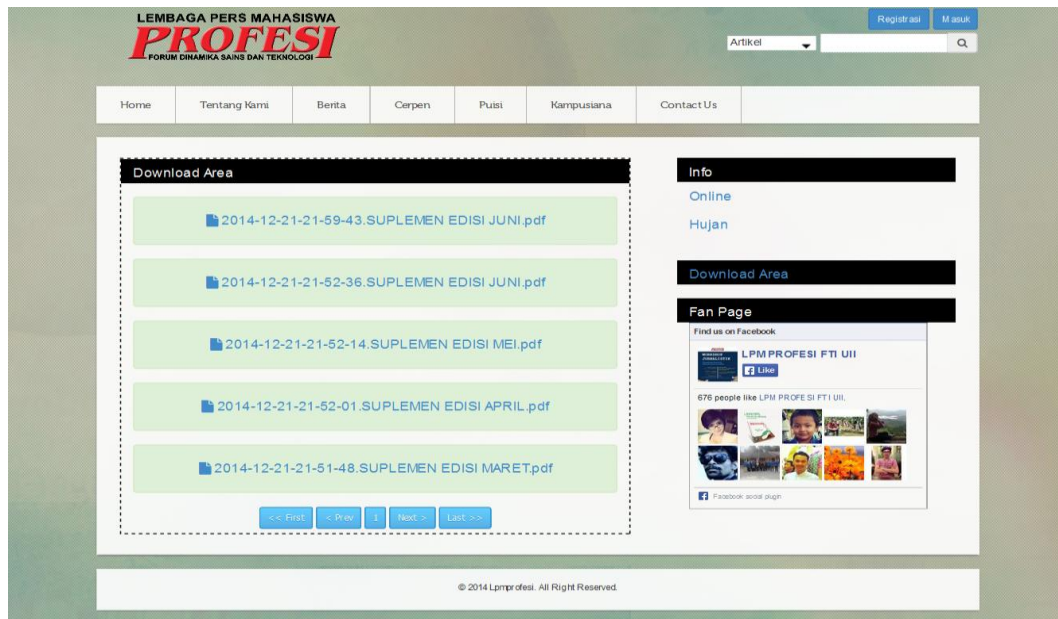 LEMBAGA PERS MAHASISWA
PROFESI
FORUM DINAMIKA SAINS DAN TEKNOLOGI
Registrasi
Masuk
Artikel
Home
Tentang Kami
Berita
Cerpen
Puisi
Kampusiana
Contact Us
Download Area
2014-12-21-21-59-43.SUPLEMEN EDISI JUNI.pdf
2014-12-21-21-52-36.SUPLEMEN EDISI JUNI.pdf
2014-12-21-21-52-14.SUPLEMEN EDISI MEI.pdf
2014-12-21-21-52-01.SUPLEMEN EDISI APRIL.pdf
2014-12-21-21-51-48.SUPLEMEN EDISI MARET.pdf
<< First
< Prev
1
Next >
Last >>
Info
Online
Hujan
Download Area
Fan Page
Find us on Facebook
LPM PROFESI FTI UII
Like
676 people like LPM PROFESI FTI UII.
Facebook social plugin
© 2014 Lpmprofesi. All Right Reserved.